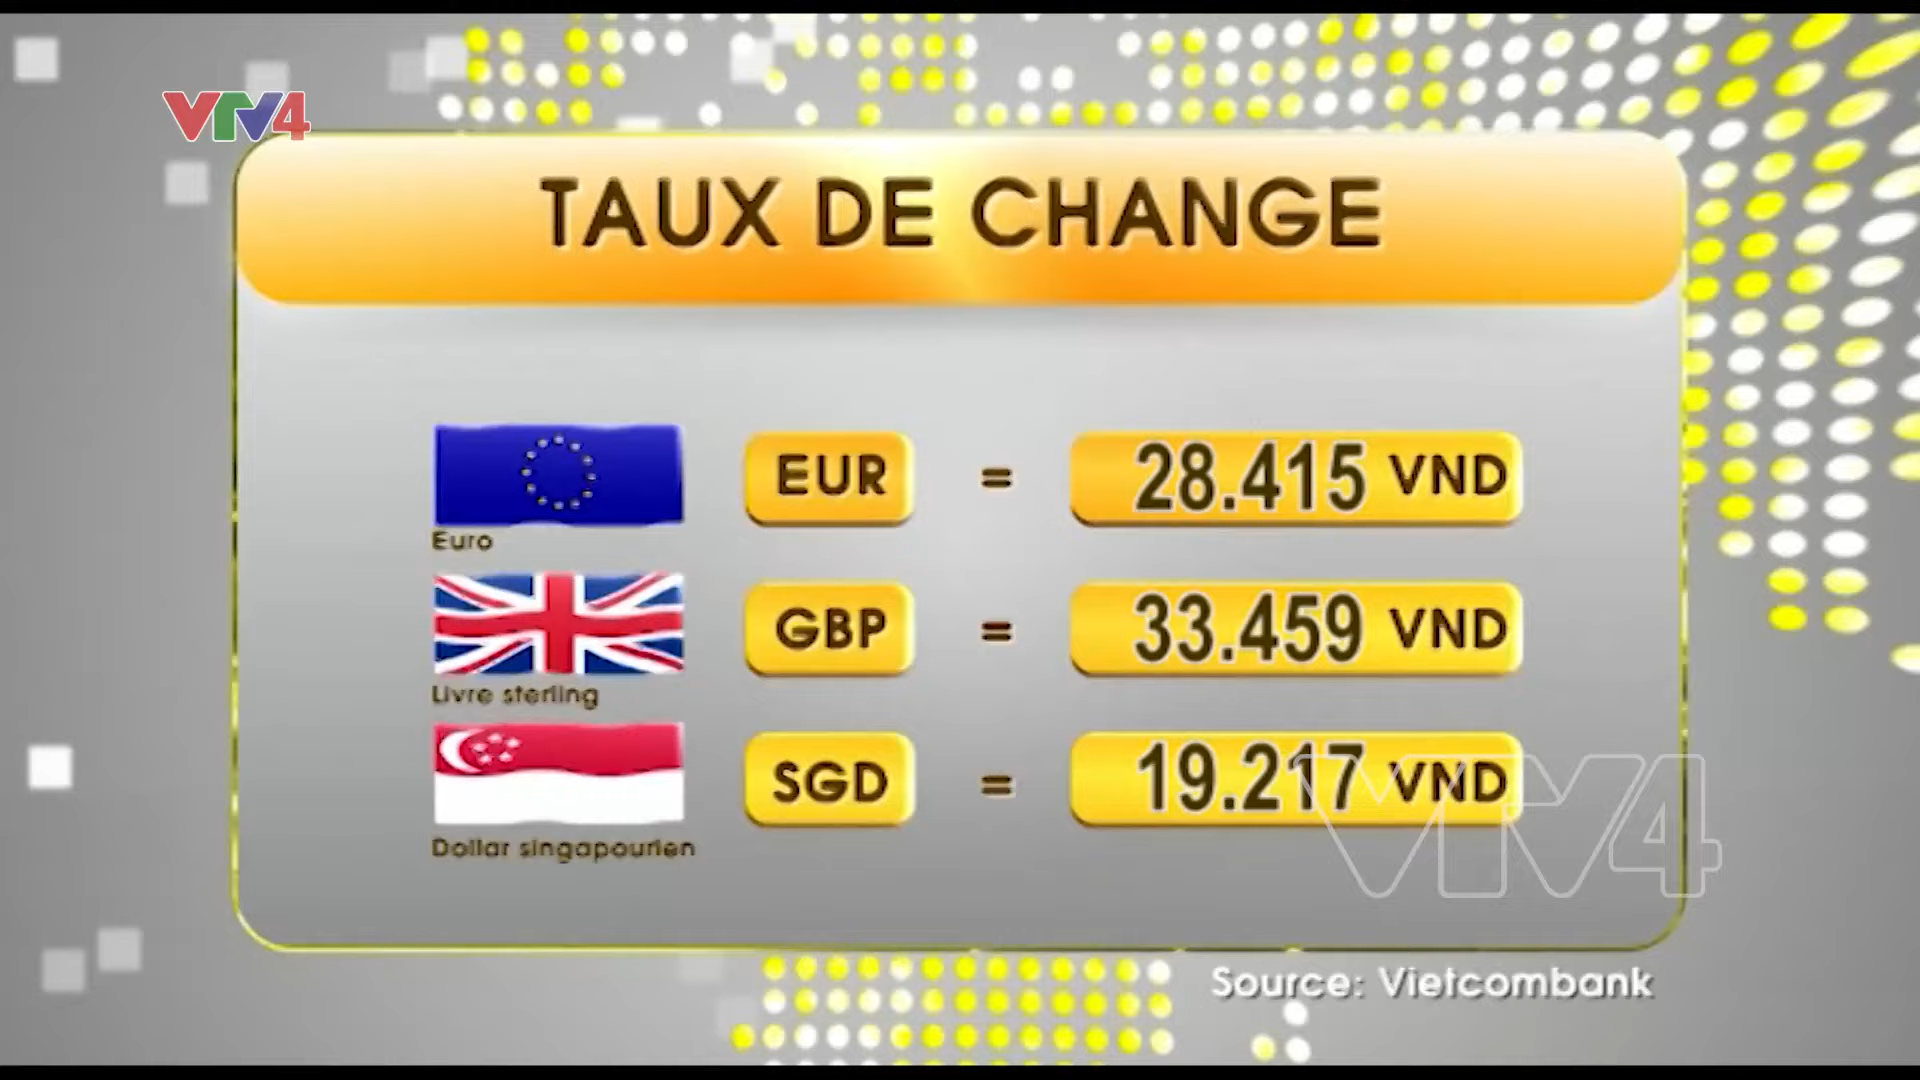 VTV4
TAUX DE CHANGE
EUR = 28.415 VND
Euro
GBP = 33.459 VND
Livre sterling
SGD = 19.217 VND
Dollar singapourien
VTV4
Source: Vietcombank